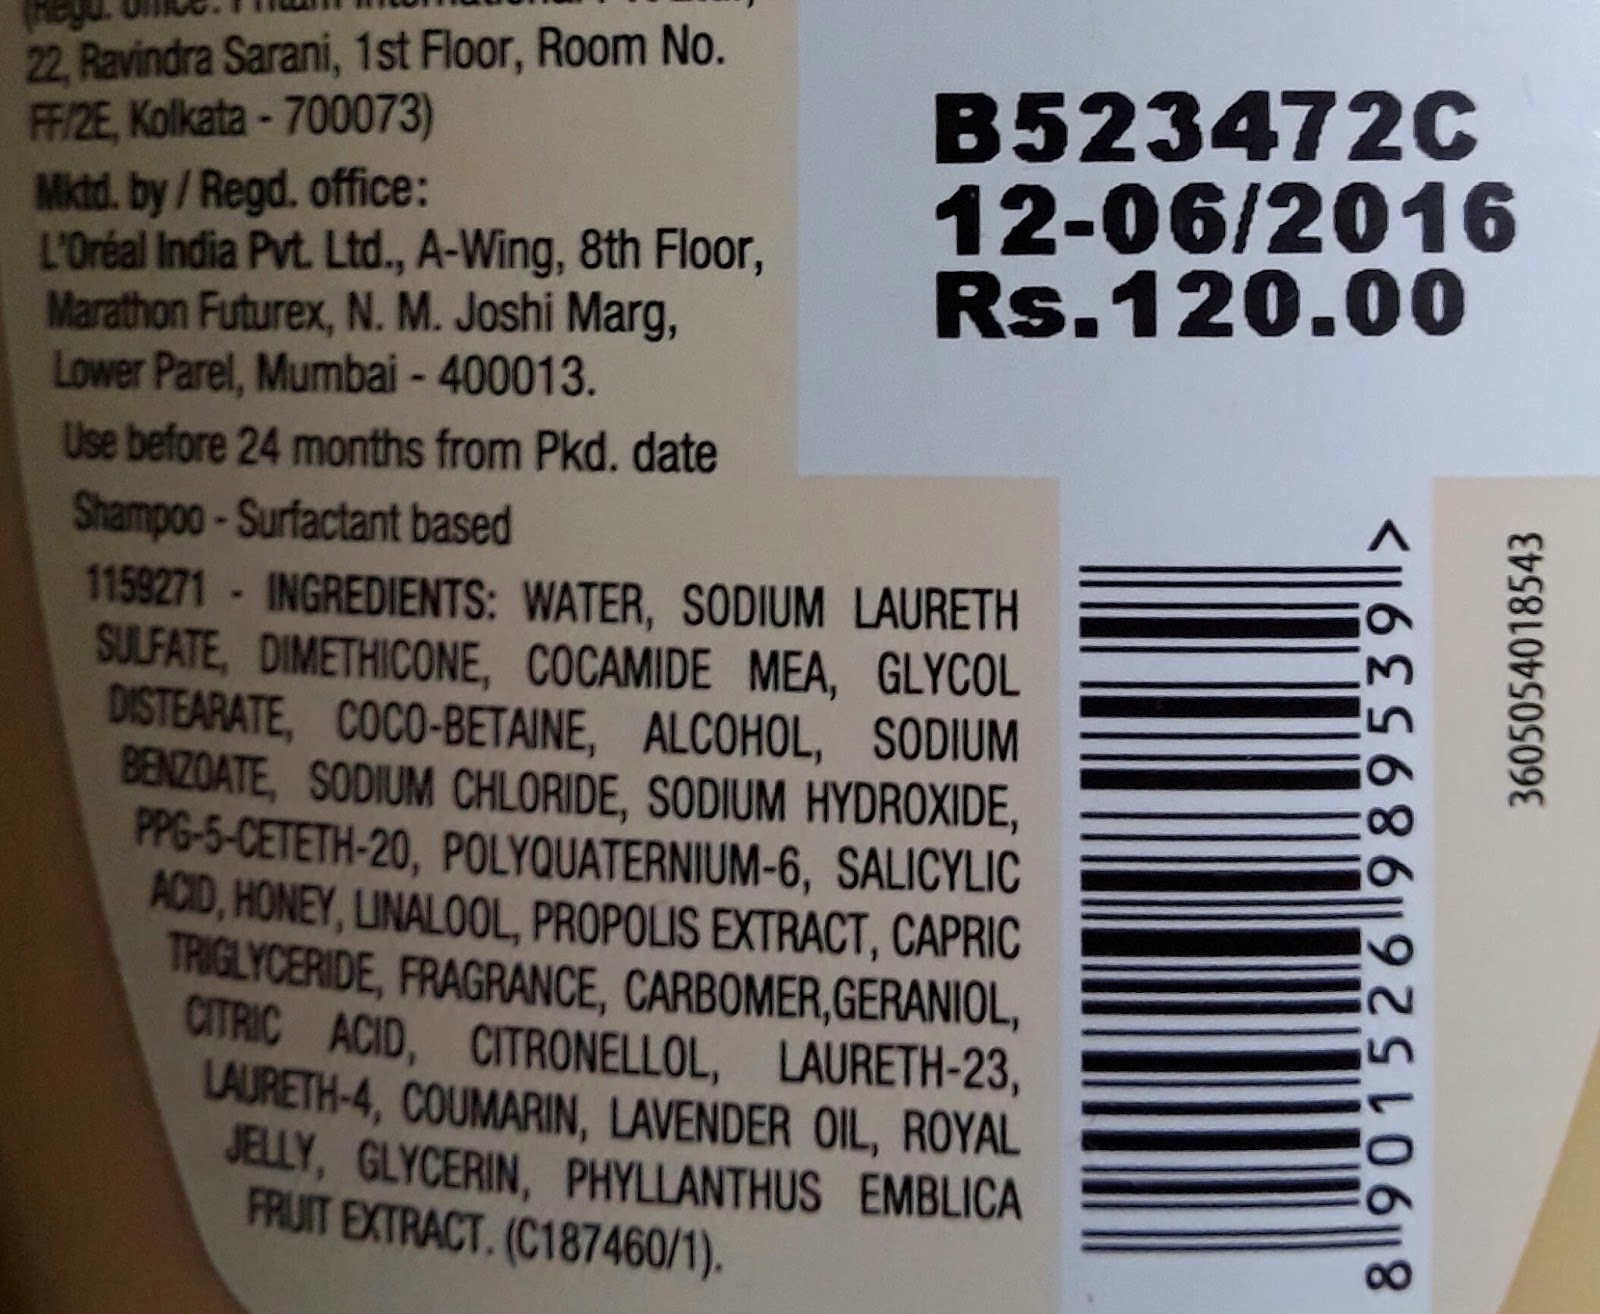 22, Ravindra Sarani, 1st Floor, Room No.
FF/2E, Kolkata - 700073)
Mktd. by / Regd. office:
L'Oréal India Pvt. Ltd., A-Wing, 8th Floor,
Marathon Futurex, N. M. Joshi Marg,
Lower Parel, Mumbai - 400013.
Use before 24 months from Pkd. date
Shampoo - Surfactant based
1159271 - INGREDIENTS: WATER, SODIUM LAURETH
SULFATE, DIMETHICONE, COCAMIDE MEA, GLYCOL
DISTEARATE, COCO-BETAINE, ALCOHOL, SODIUM
BENZOATE, SODIUM CHLORIDE, SODIUM HYDROXIDE,
PPG-5-CETETH-20, POLYQUATERNIUM-6, SALICYLIC
ACID, HONEY, LINALOOL, PROPOLIS EXTRACT, CAPRIC
TRIGLYCERIDE, FRAGRANCE, CARBOMER,GERANIOL,
CITRIC ACID, CITRONELLOL, LAURETH-23,
LAURETH-4, COUMARIN, LAVENDER OIL, ROYAL
JELLY, GLYCERIN, PHYLLANTHUS EMBLICA
FRUIT EXTRACT. (C187460/1).
B523472C
12-06/2016
Rs.120.00
8 901526 989539 >
3605054018543